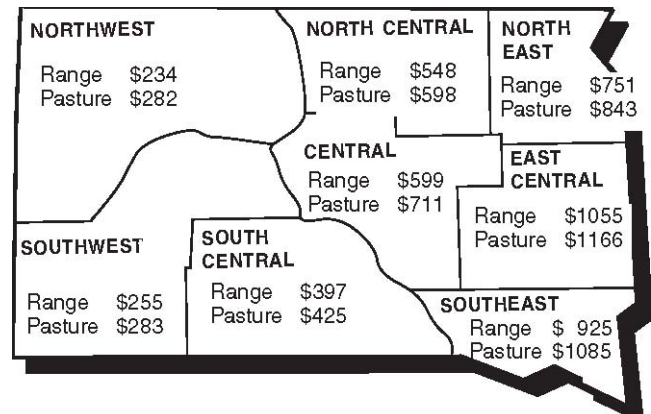 NORTHWEST
Range $234
Pasture $282
NORTH CENTRAL
Range $548
Pasture $598
NORTH
EAST
Range $751
Pasture $843
CENTRAL
Range $599
Pasture $711
EAST
CENTRAL
Range $1055
Pasture $1166
SOUTHWEST
Range $255
Pasture $283
SOUTH
CENTRAL
Range $397
Pasture $425
SOUTHEAST
Range $ 925
Pasture $1085